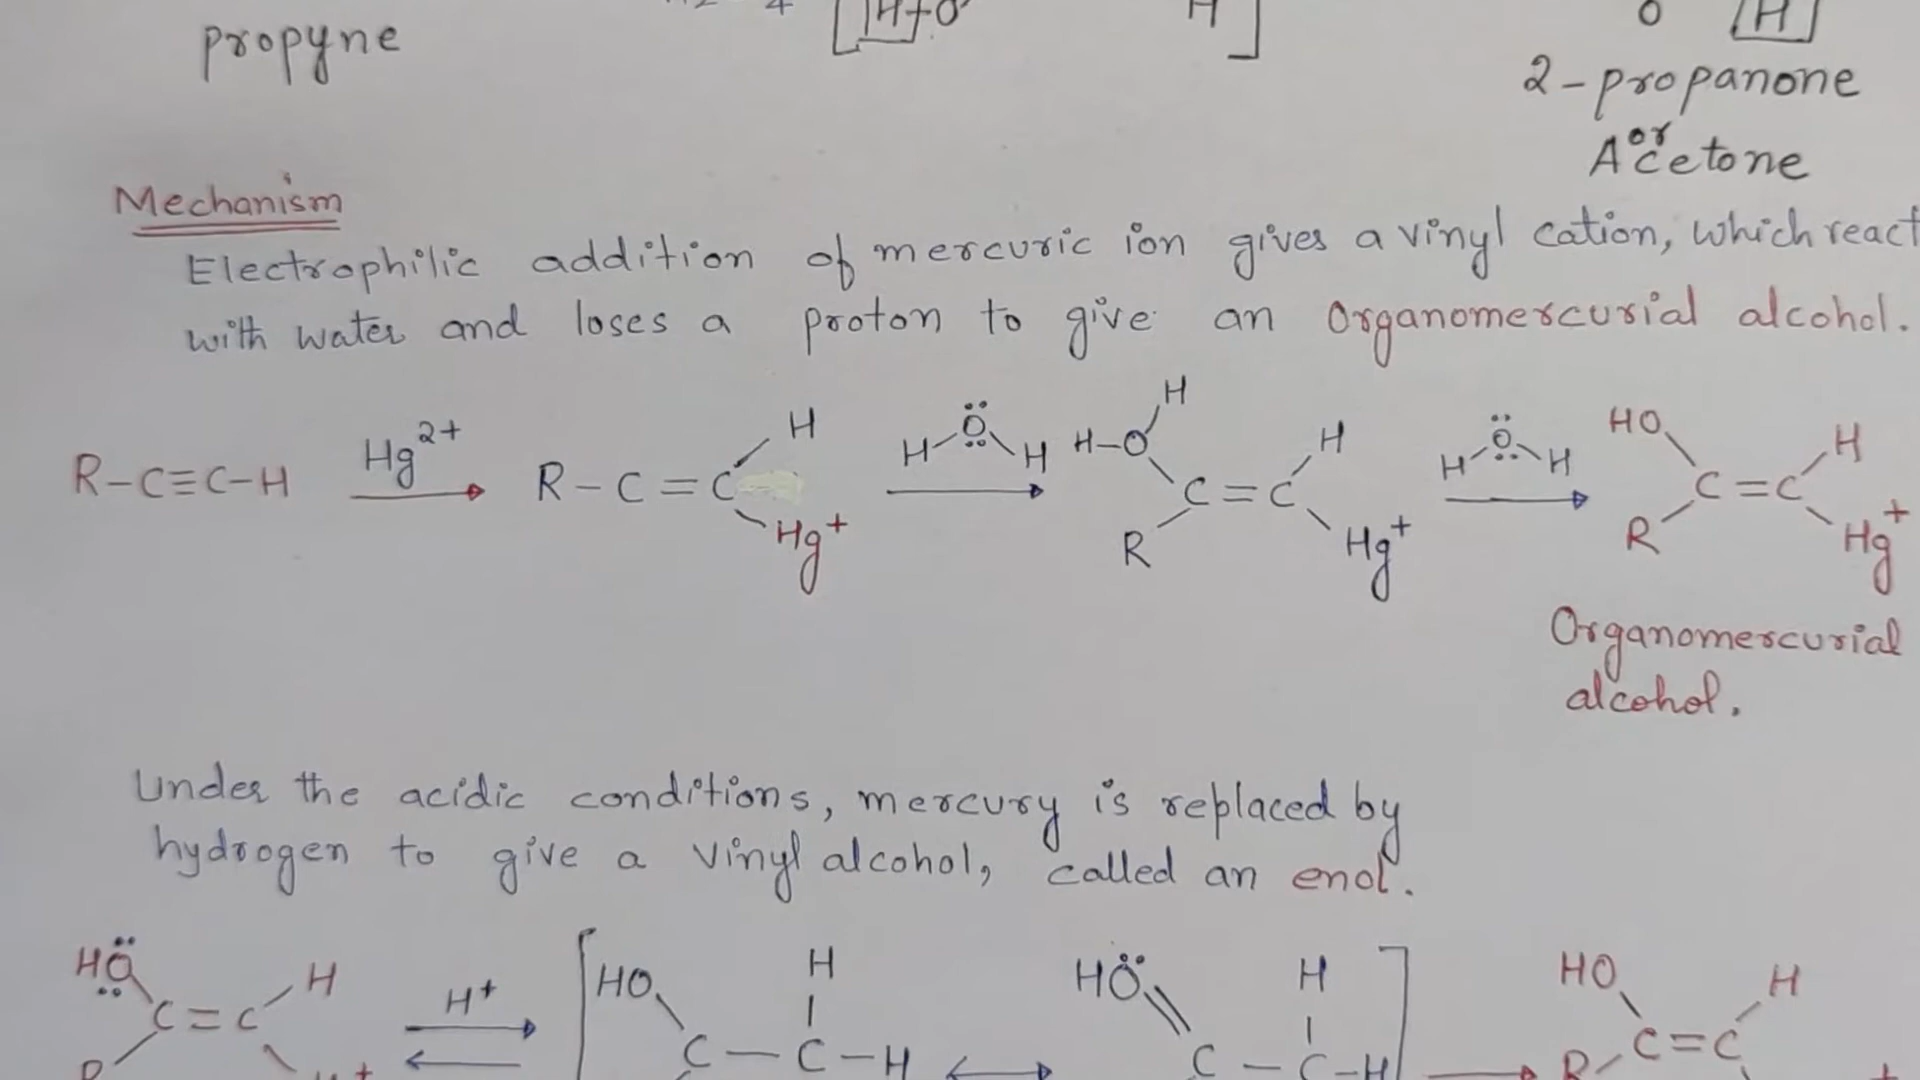 propyne
H+O H
O H
2-propanone
or
Acetone
Mechanism
Electrophilic addition of mercuric ion gives a vinyl cation, which react
with water and loses a proton to give an Organomercurial alcohol.
R-C≡C-H Hg2+ R-C=C H Hg+ H-O-H H-O H C=C H R Hg+ H-O-H HO C=C H R Hg+
Organomercurial
alcohol.
Under the acidic conditions, mercury is replaced by
hydrogen to give a vinyl alcohol, called an enol.
HO C=C H R H+ HO H C-C-H HO H C-C-H HO H C=C R